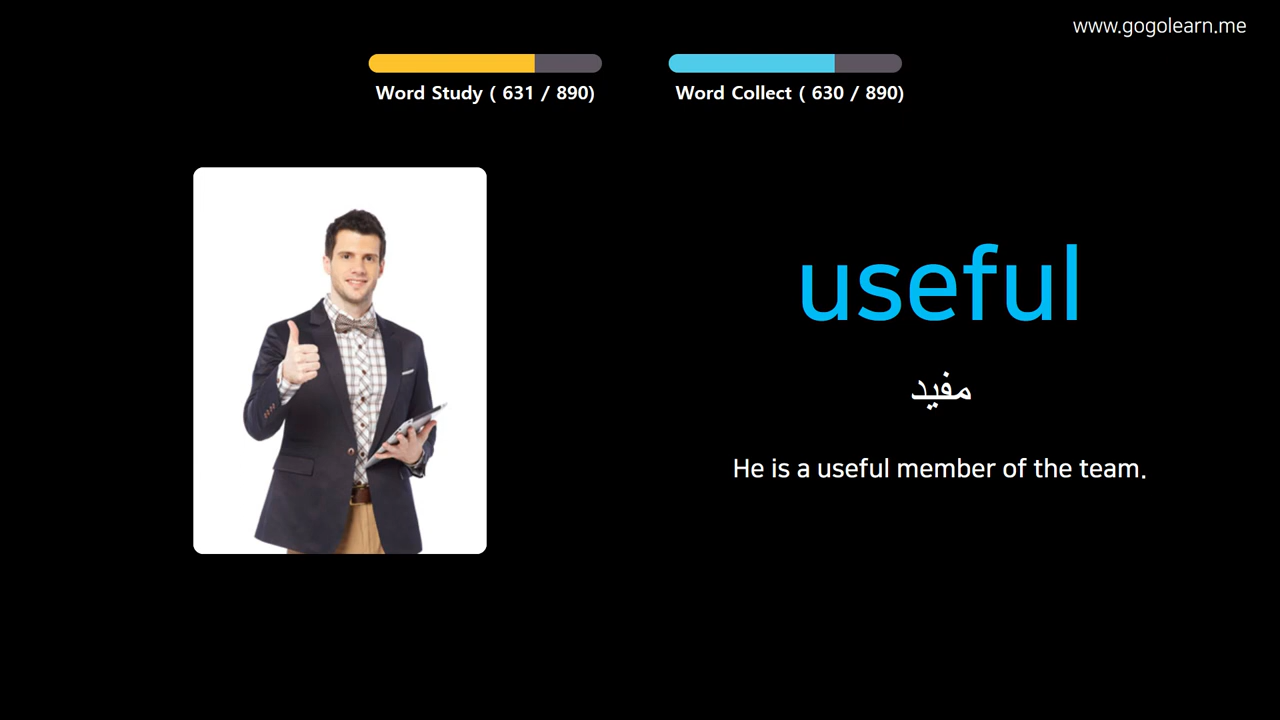 www.gogolearn.me
Word Study ( 631 / 890)
Word Collect ( 630 / 890)
useful
مفيد
He is a useful member of the team.